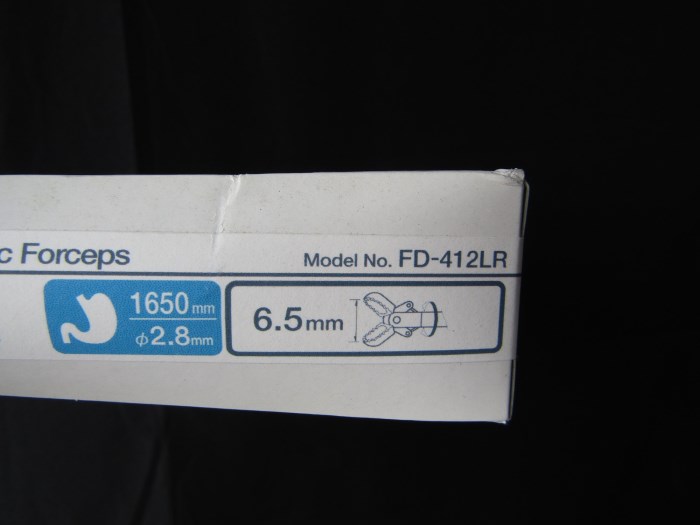 c Forceps
Model No. FD-412LR
1650mm
φ2.8mm
6.5mm